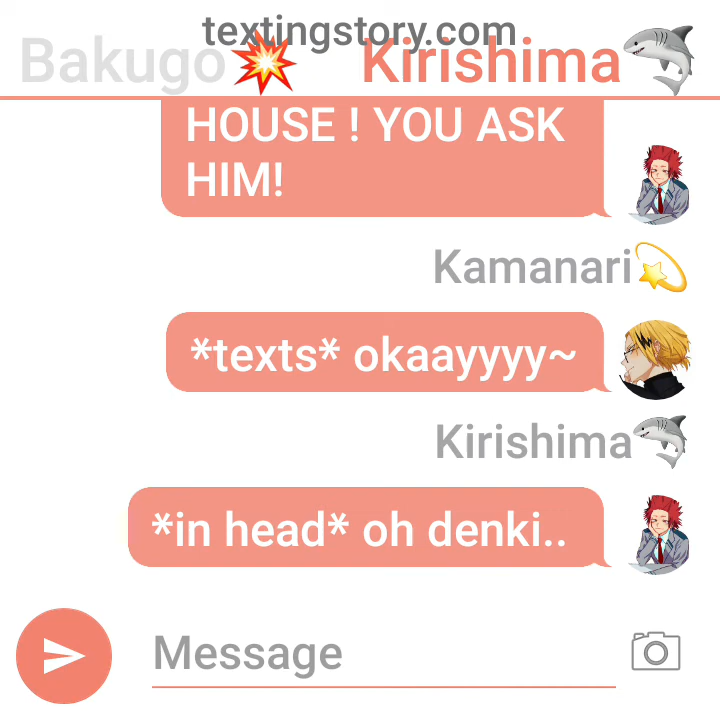 textingstory.com
Bakugo💥 Kirishima🦈
HOUSE ! YOU ASK
HIM!
Kamanari💫
*texts* okaayyyy~
Kirishima🦈
*in head* oh denki..
Message